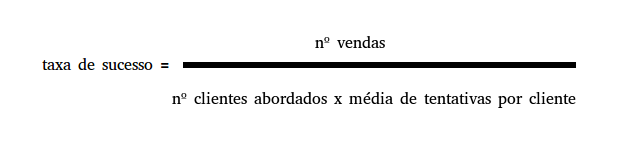 nº vendas
taxa de sucesso =
nº clientes abordados x média de tentativas por cliente